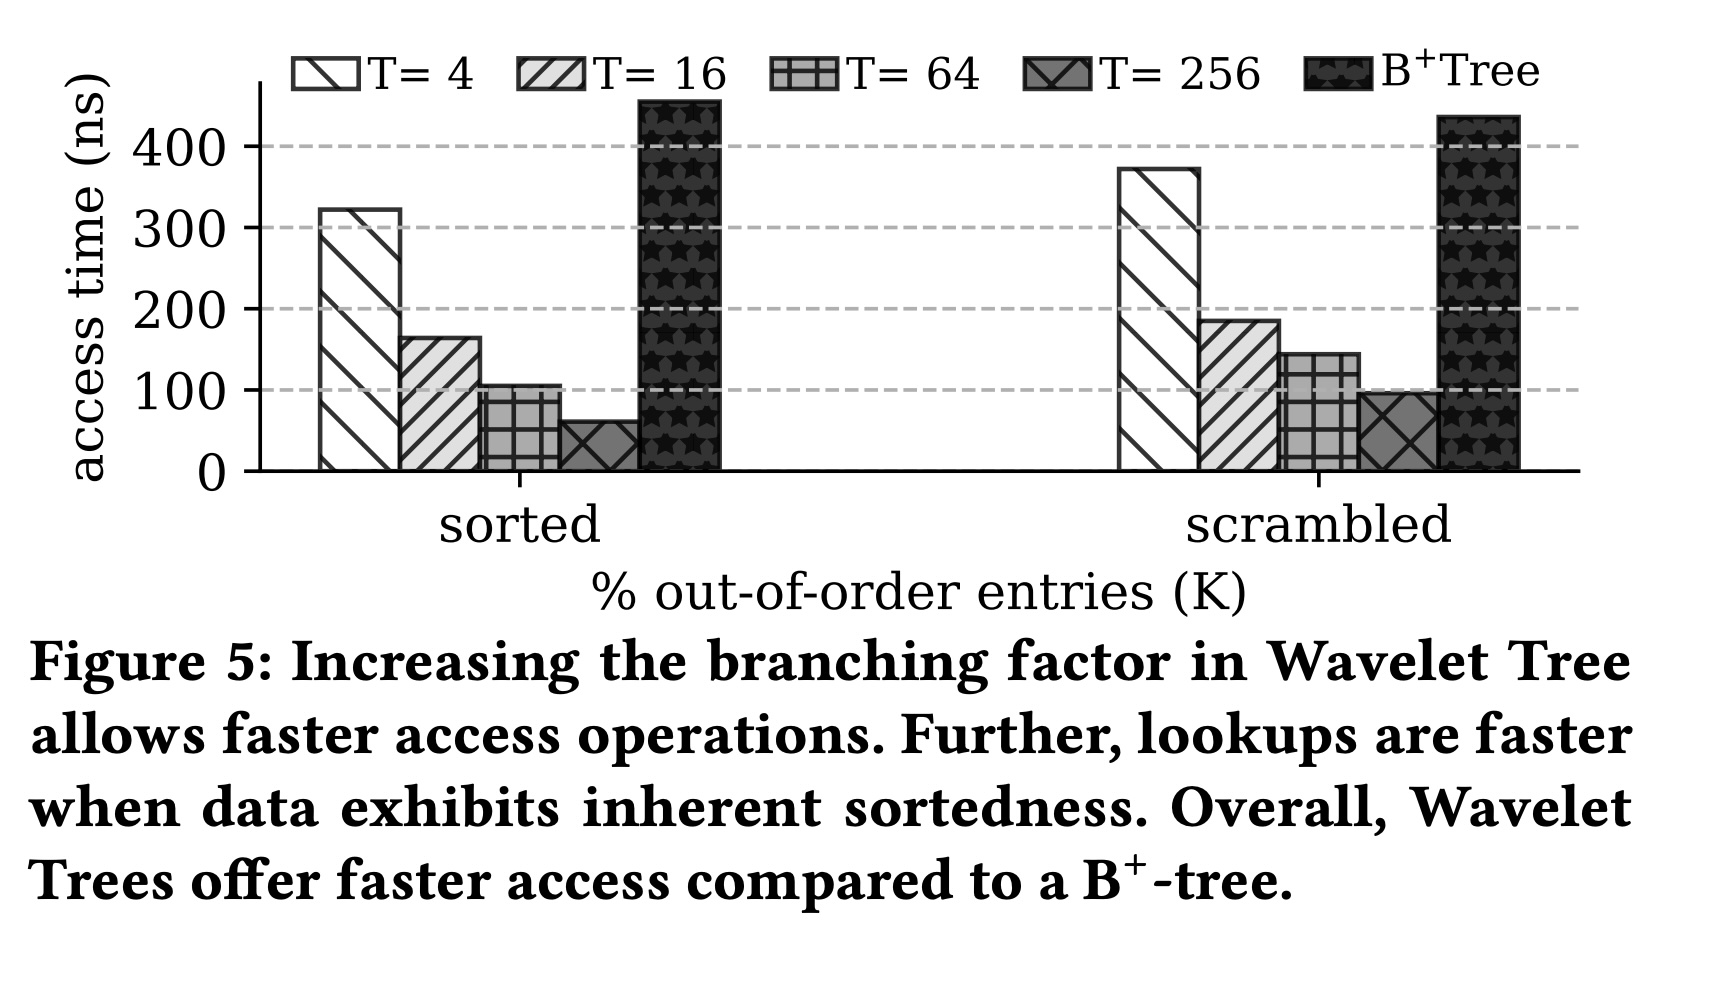 T= 4 T= 16 T= 64 T= 256 B⁺Tree
access time (ns)
400
300
200
100
0
sorted scrambled
% out-of-order entries (K)
Figure 5: Increasing the branching factor in Wavelet Tree
allows faster access operations. Further, lookups are faster
when data exhibits inherent sortedness. Overall, Wavelet
Trees offer faster access compared to a B⁺-tree.